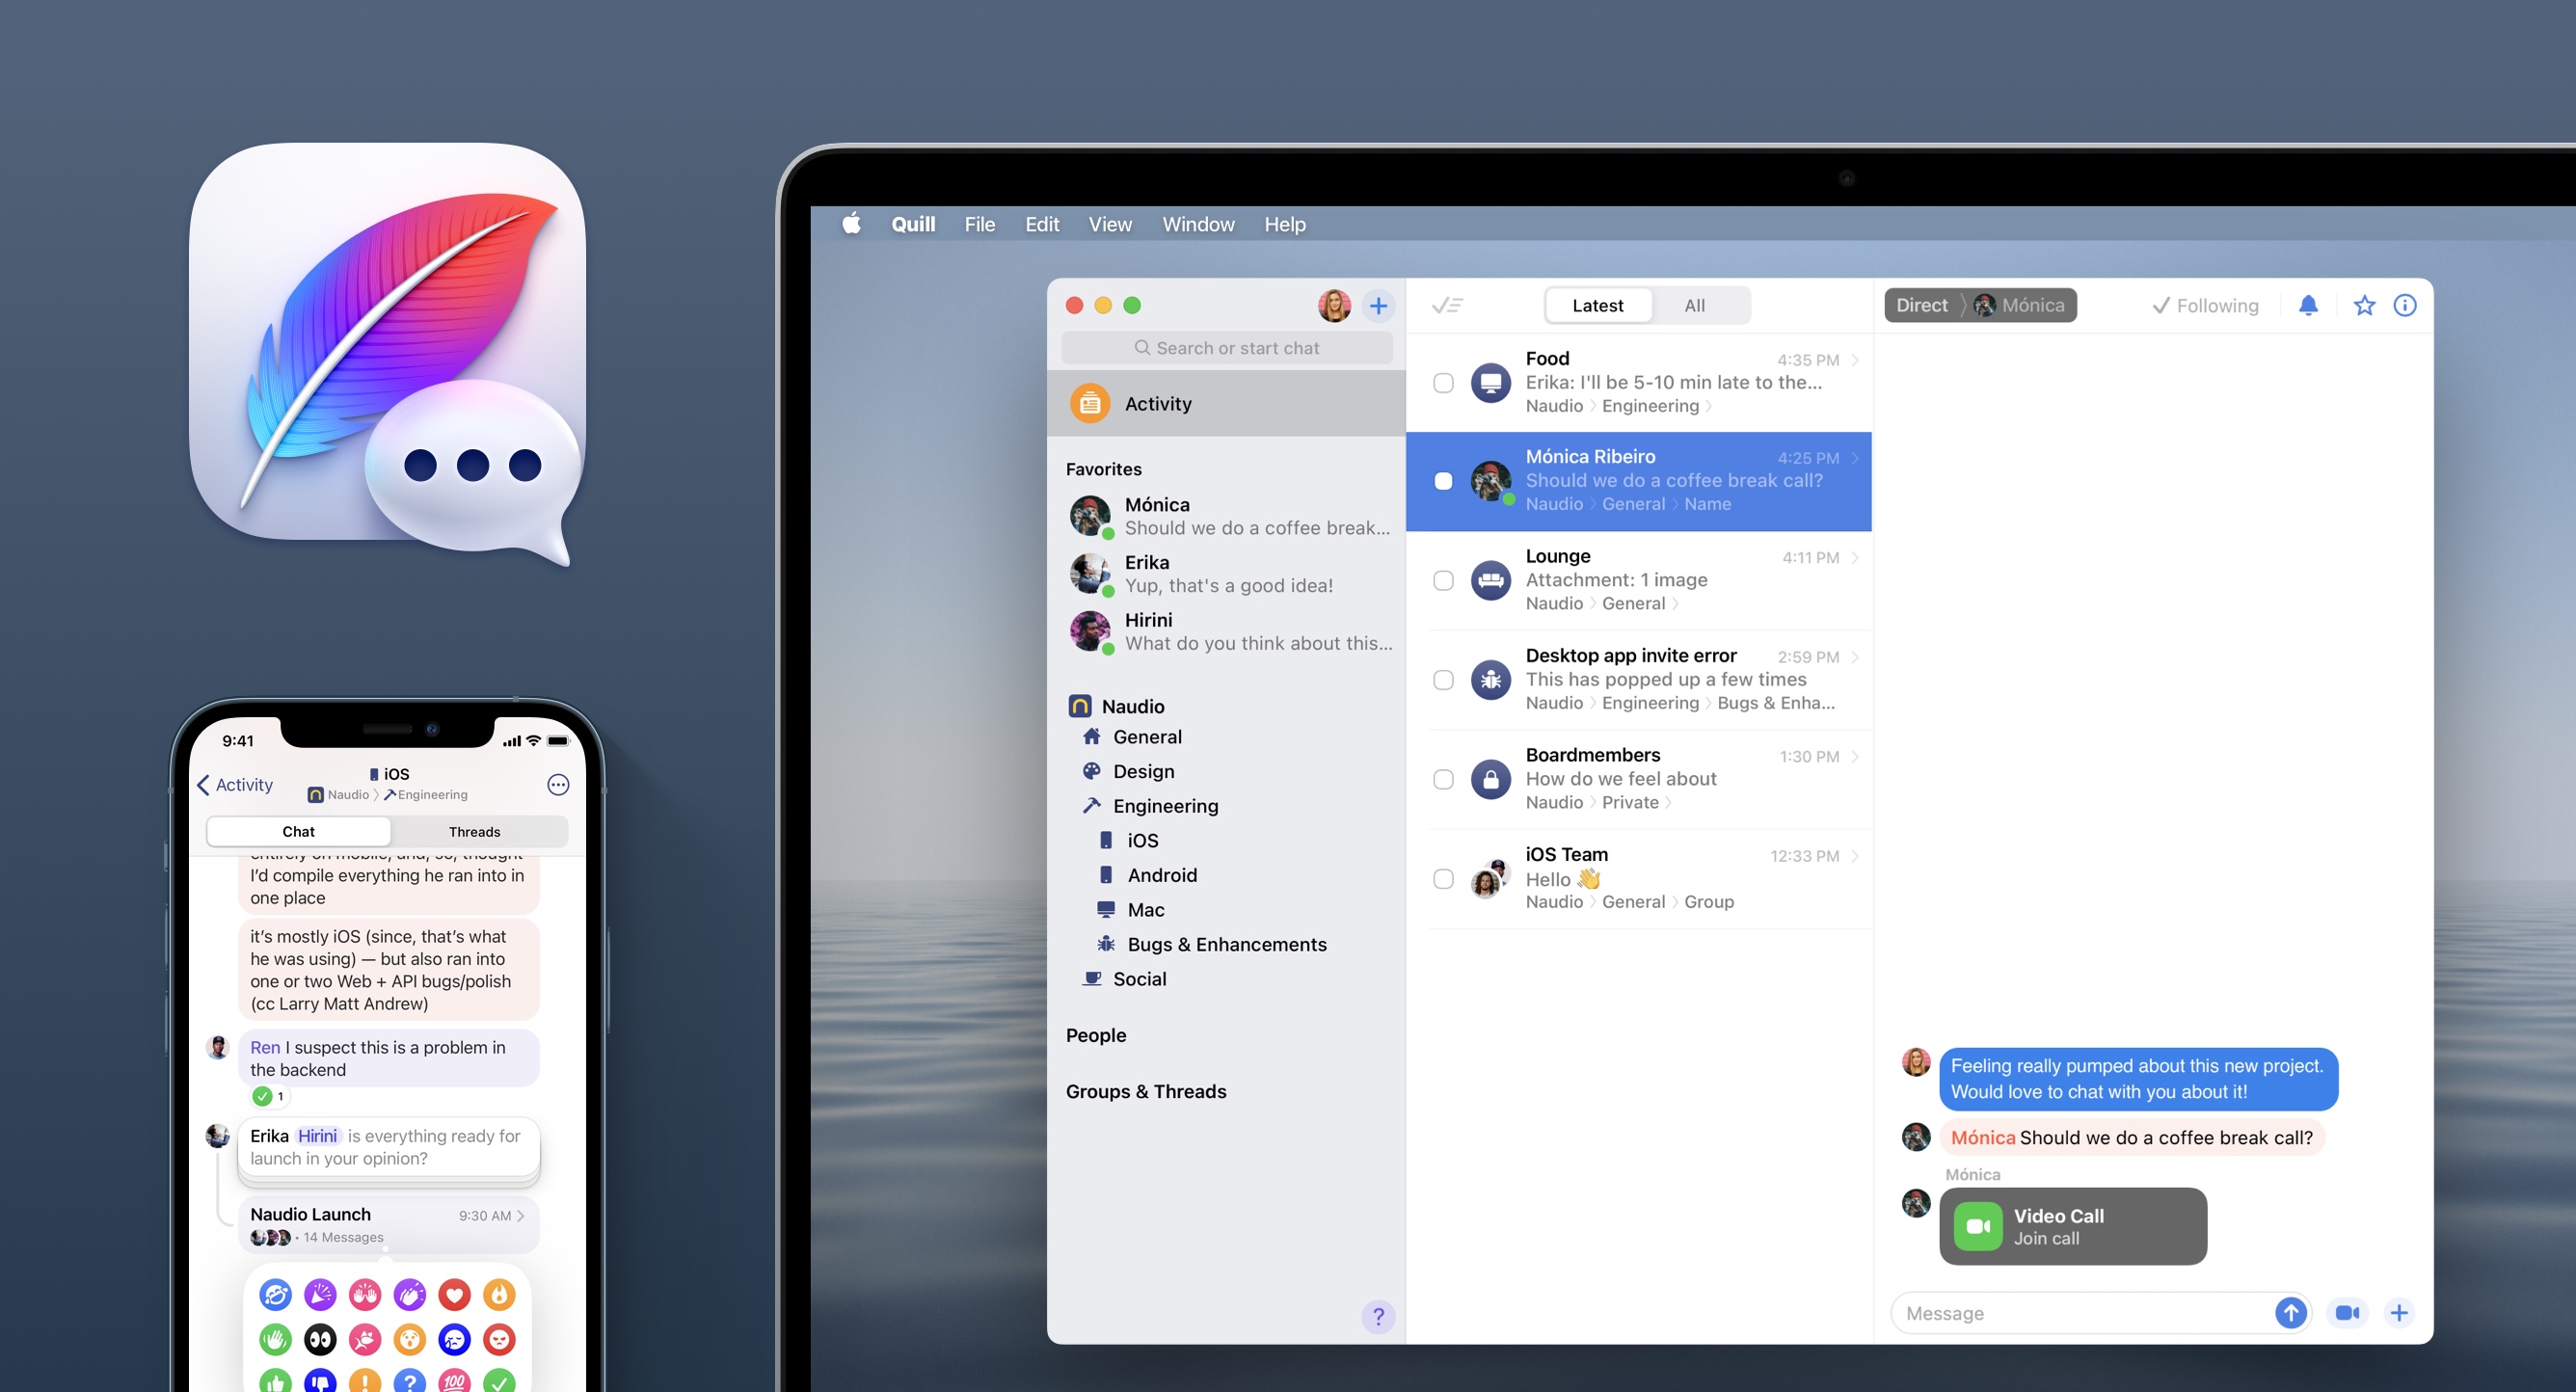 Quill File Edit View Window Help
Search or start chat
Activity
Favorites
Mónica
Should we do a coffee break...
Erika
Yup, that's a good idea!
Hirini
What do you think about this...
Naudio
General
Design
Engineering
iOS
Android
Mac
Bugs & Enhancements
Social
People
Groups & Threads
?
Latest All
Food 4:35 PM
Erika: I'll be 5-10 min late to the...
Naudio Engineering
Mónica Ribeiro 4:25 PM
Should we do a coffee break call?
Naudio General Name
Lounge 4:11 PM
Attachment: 1 image
Naudio General
Desktop app invite error 2:59 PM
This has popped up a few times
Naudio Engineering Bugs & Enha...
Boardmembers 1:30 PM
How do we feel about
Naudio Private
iOS Team 12:33 PM
Hello 👋
Naudio General Group
Direct Mónica Following
Feeling really pumped about this new project.
Would love to chat with you about it!
Mónica Should we do a coffee break call?
Mónica
Video Call
Join call
Message
9:41
Activity
iOS
Naudio Engineering
Chat Threads
entirely on mobile, and, so, thought
I'd compile everything he ran into in
one place
it's mostly iOS (since, that's what
he was using) — but also ran into
one or two Web + API bugs/polish
(cc Larry Matt Andrew)
Ren I suspect this is a problem in
the backend
1
Erika Hirini is everything ready for
launch in your opinion?
Naudio Launch 9:30 AM
• 14 Messages
! ? 100